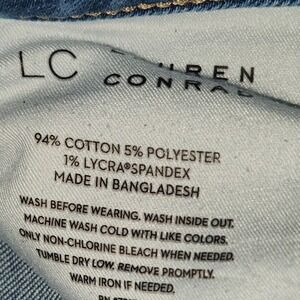 LC LAUREN
CONRAD
94% COTTON 5% POLYESTER
1% LYCRA®SPANDEX
MADE IN BANGLADESH
WASH BEFORE WEARING. WASH INSIDE OUT.
MACHINE WASH COLD WITH LIKE COLORS.
ONLY NON-CHLORINE BLEACH WHEN NEEDED.
TUMBLE DRY LOW. REMOVE PROMPTLY.
WARM IRON IF NEEDED.